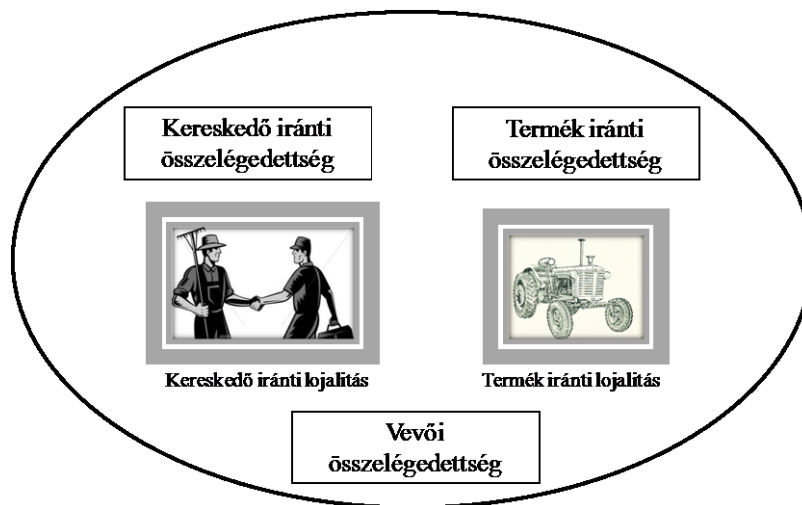 Kereskedő iránti
összelégedettség
Termék iránti
összelégedettség
Kereskedő iránti lojalitás
Termék iránti lojalitás
Vevői
összelégedettség